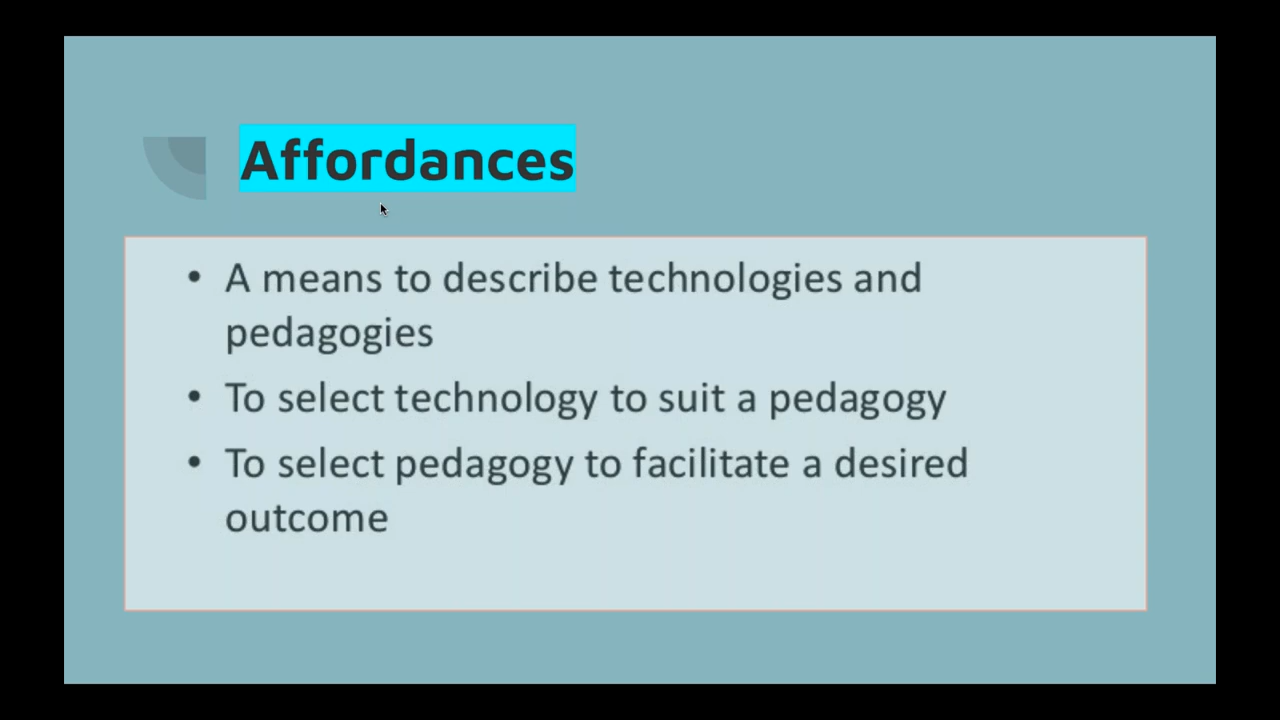 Affordances
• A means to describe technologies and
pedagogies
• To select technology to suit a pedagogy
• To select pedagogy to facilitate a desired
outcome